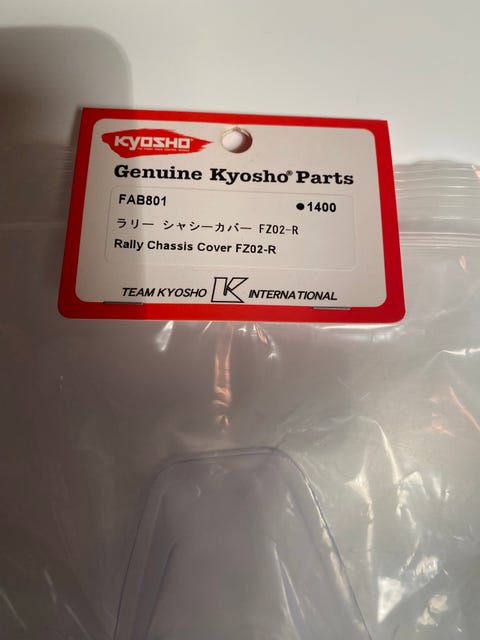 KYOSHO
Genuine Kyosho® Parts
FAB801
●1400
ラリー シャシーカバー FZ02-R
Rally Chassis Cover FZ02-R
TEAM KYOSHO K INTERNATIONAL